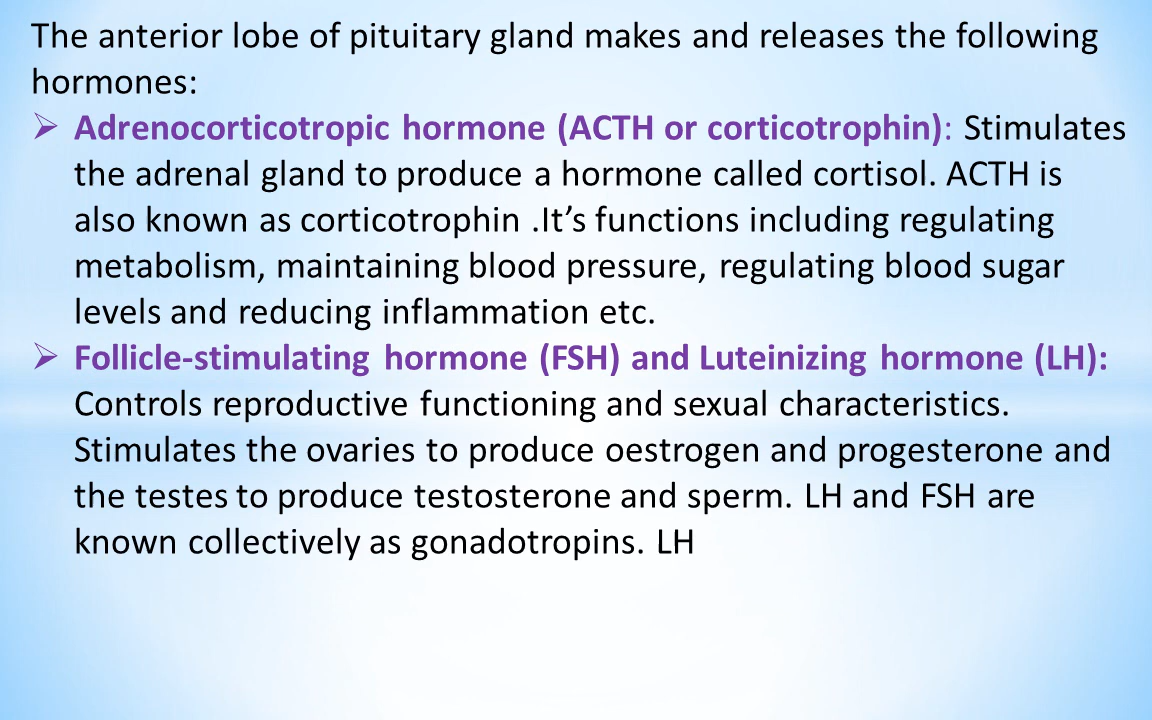 The anterior lobe of pituitary gland makes and releases the following
hormones:
➢ Adrenocorticotropic hormone (ACTH or corticotrophin): Stimulates
the adrenal gland to produce a hormone called cortisol. ACTH is
also known as corticotrophin .It’s functions including regulating
metabolism, maintaining blood pressure, regulating blood sugar
levels and reducing inflammation etc.
➢ Follicle-stimulating hormone (FSH) and Luteinizing hormone (LH):
Controls reproductive functioning and sexual characteristics.
Stimulates the ovaries to produce oestrogen and progesterone and
the testes to produce testosterone and sperm. LH and FSH are
known collectively as gonadotropins. LH